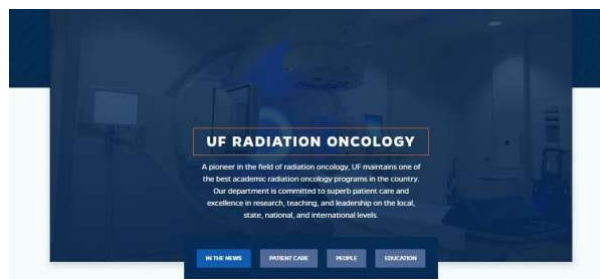 UF RADIATION ONCOLOGY
A pioneer in the field of radiation oncology, UF maintains one of
the best academic radiation oncology programs in the country.
Our department is committed to superb patient care and
excellence in research, teaching, and leadership on the local,
state, national, and international levels.
IN THE NEWS PATIENT CARE PEOPLE EDUCATION